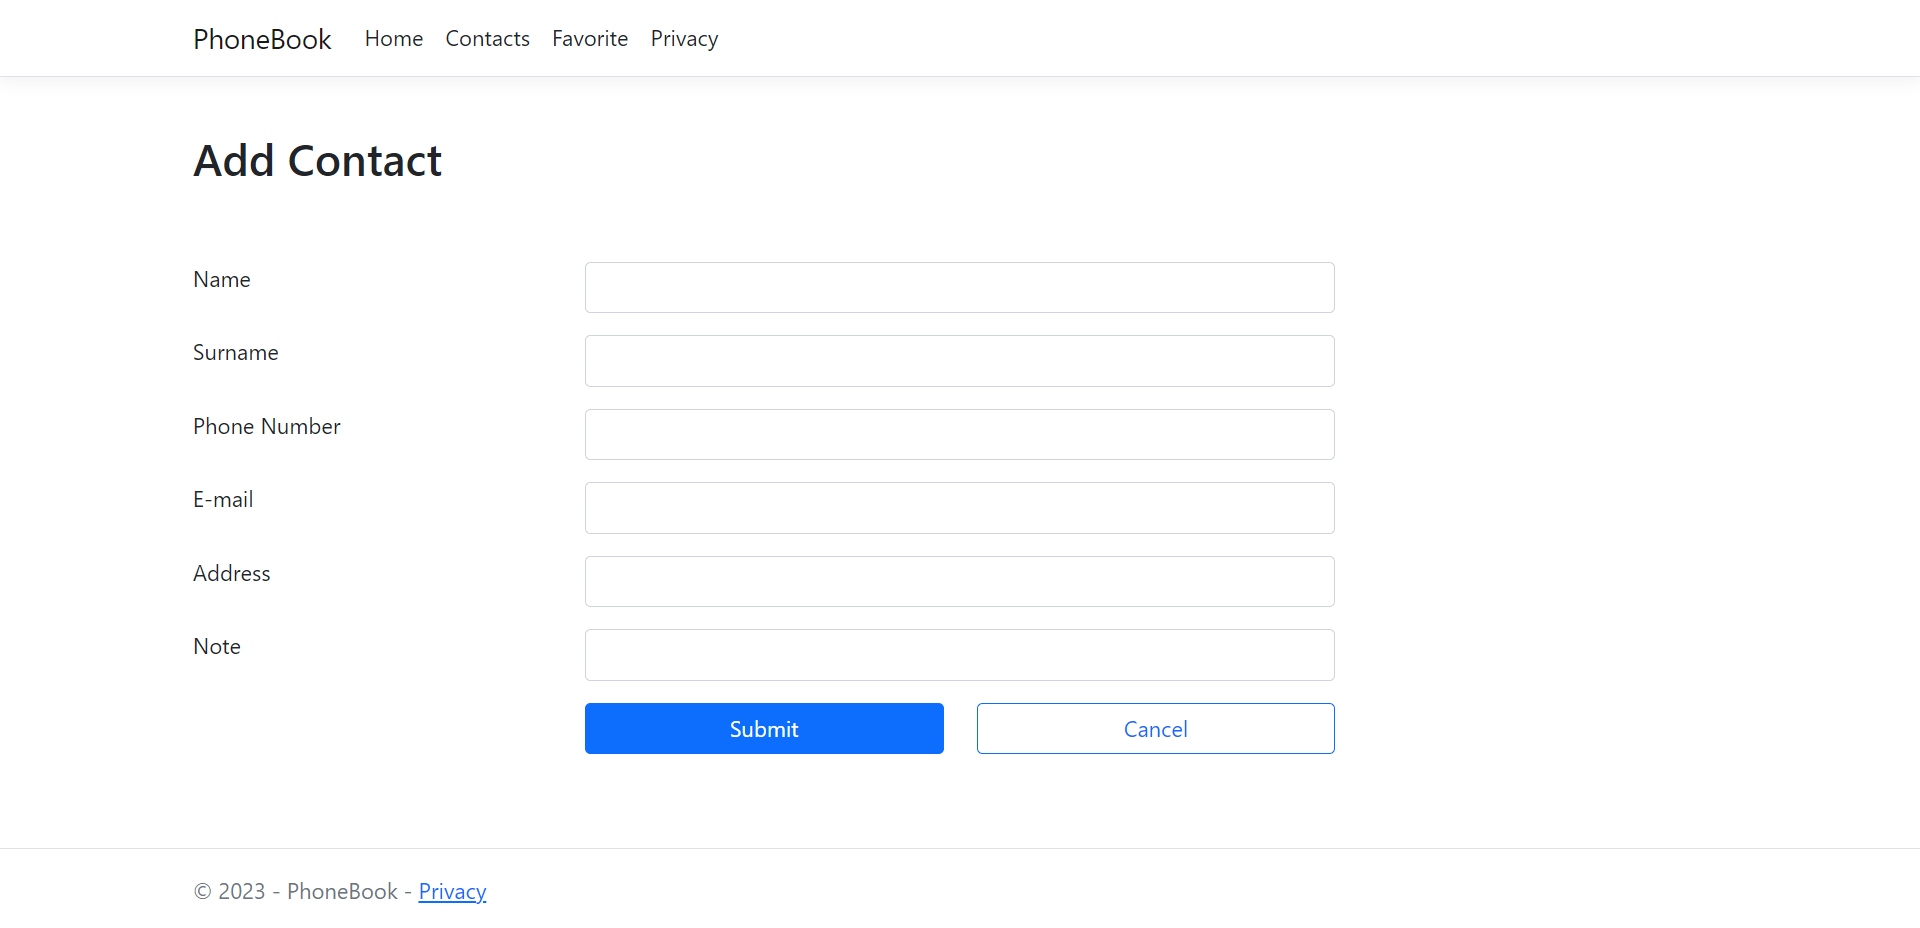 PhoneBook Home Contacts Favorite Privacy
Add Contact
Name
Surname
Phone Number
E-mail
Address
Note
Submit Cancel
© 2023 - PhoneBook - Privacy